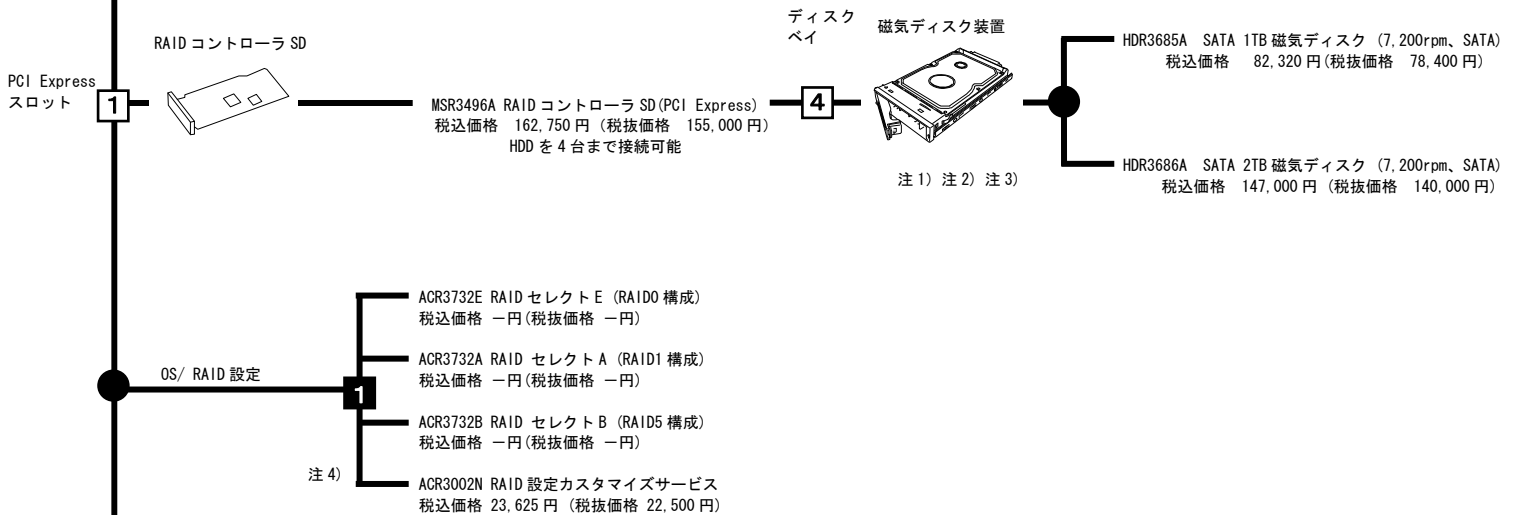 PCI Express
スロット
1
RAID コントローラ SD
MSR3496A RAID コントローラ SD(PCI Express)
税込価格 162,750 円 (税抜価格 155,000 円)
HDD を 4 台まで接続可能
ディスク
ベイ
4
磁気ディスク装置
注 1) 注 2) 注 3)
HDR3685A SATA 1TB 磁気ディスク (7,200rpm、SATA)
税込価格 82,320 円(税抜価格 78,400 円)
HDR3686A SATA 2TB 磁気ディスク (7,200rpm、SATA)
税込価格 147,000 円 (税抜価格 140,000 円)
OS/ RAID 設定
1
注 4)
ACR3732E RAID セレクト E (RAID0 構成)
税込価格 －円(税抜価格 －円)
ACR3732A RAID セレクト A (RAID1 構成)
税込価格 －円(税抜価格 －円)
ACR3732B RAID セレクト B (RAID5 構成)
税込価格 －円(税抜価格 －円)
ACR3002N RAID 設定カスタマイズサービス
税込価格 23,625 円 (税抜価格 22,500 円)